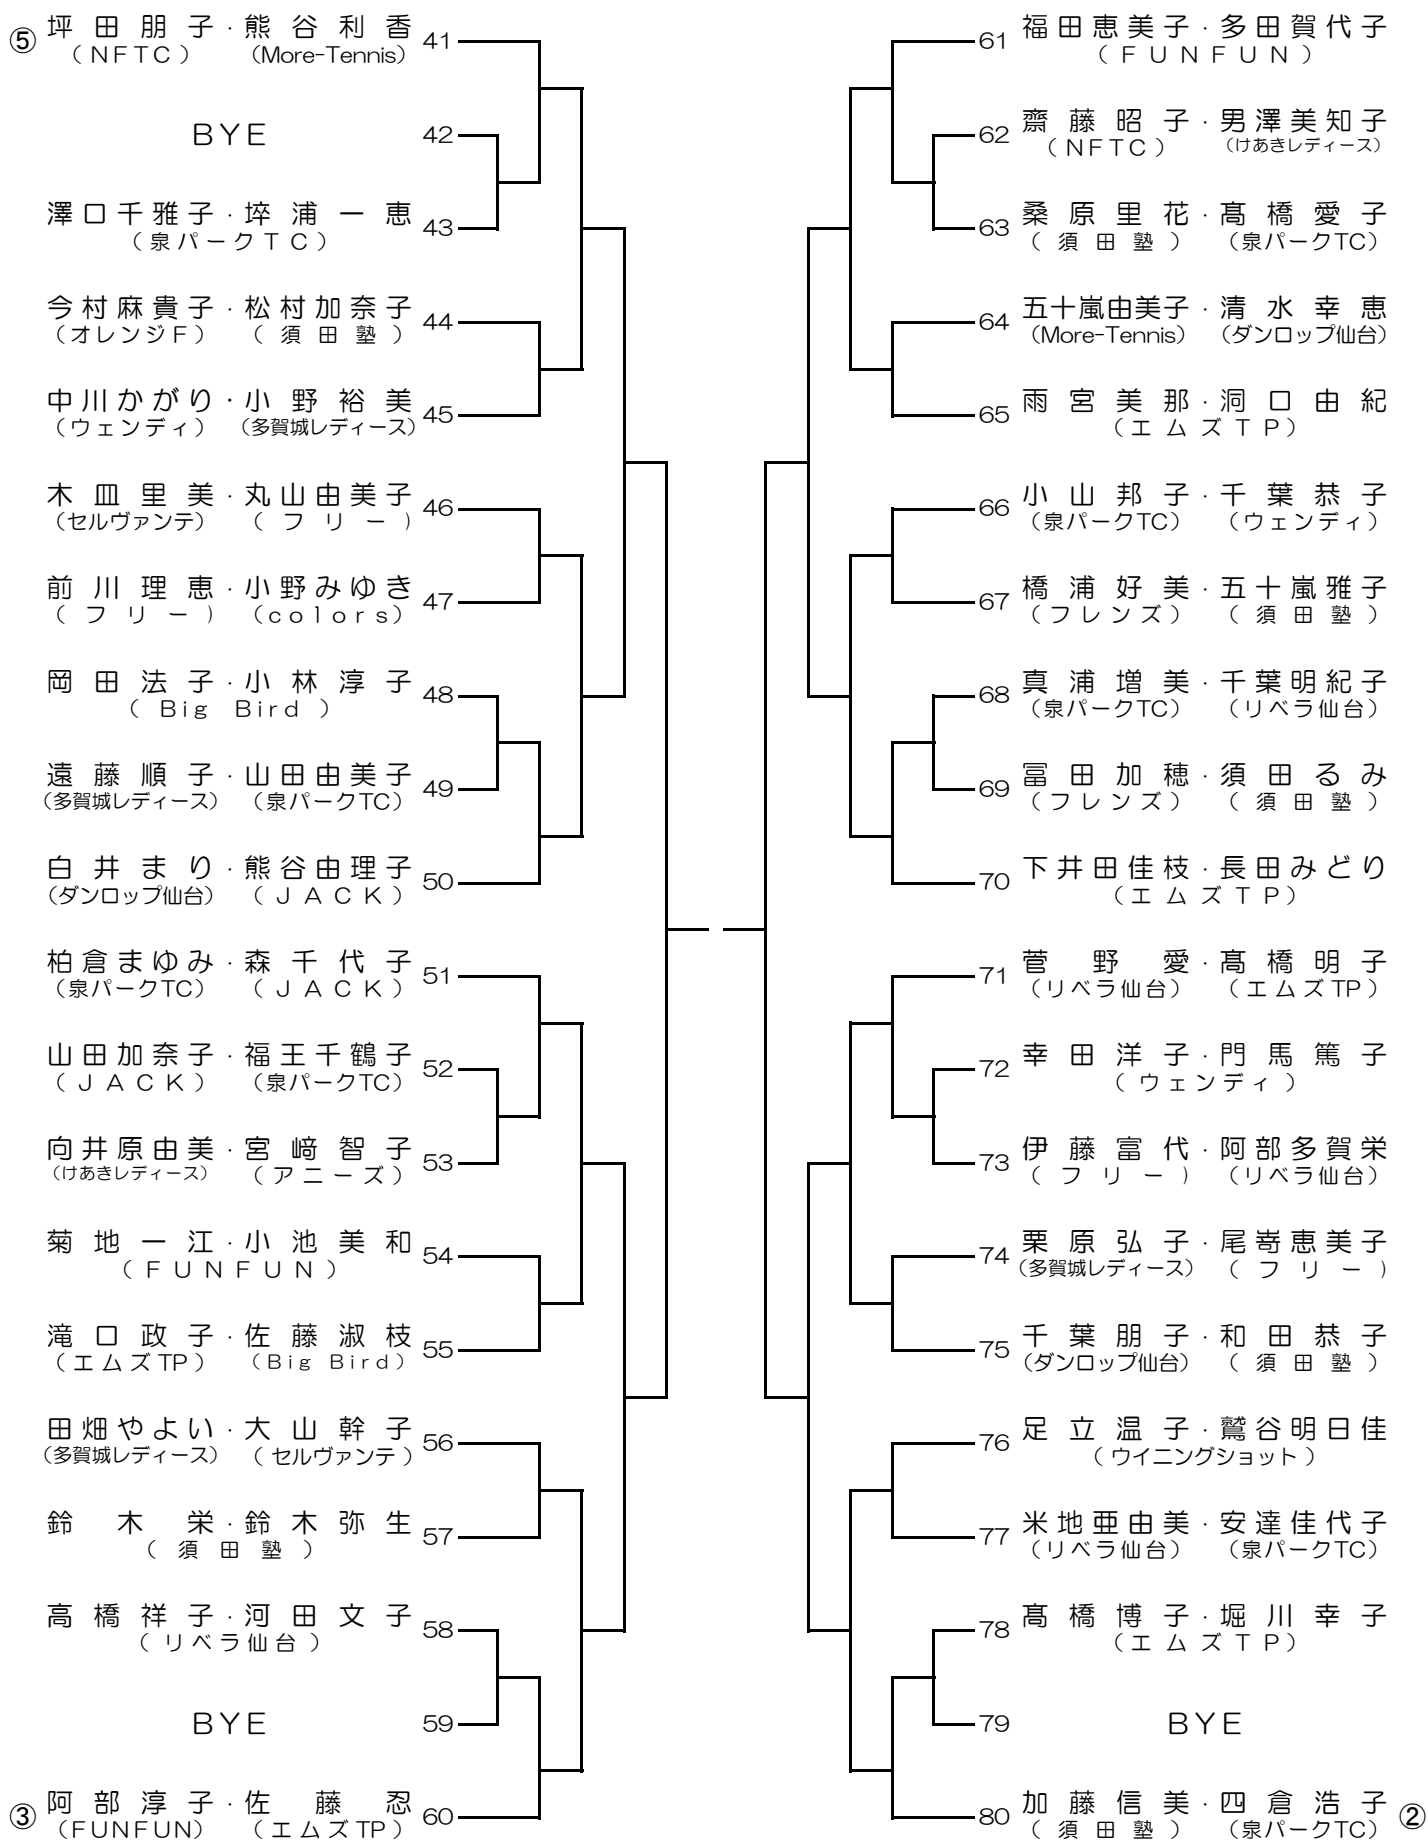 ⑤ 坪田朋子・熊谷利香 41
(NFTC) (More-Tennis)
BYE 42
澤口千雅子・埣浦一恵 43
(泉パークTC)
今村麻貴子・松村加奈子 44
(オレンジF) (須田塾)
中川かがり・小野裕美 45
(ウェンディ) (多賀城レディース)
木皿里美・丸山由美子 46
(セルヴァンテ) (フリー)
前川理恵・小野みゆき 47
(フリー) (colors)
岡田法子・小林淳子 48
(Big Bird)
遠藤順子・山田由美子 49
(多賀城レディース) (泉パークTC)
白井まり・熊谷由理子 50
(ダンロップ仙台) (JACK)
柏倉まゆみ・森千代子 51
(泉パークTC) (JACK)
山田加奈子・福王千鶴子 52
(JACK) (泉パークTC)
向井原由美・宮﨑智子 53
(けあきレディース) (アニーズ)
菊地一江・小池美和 54
(FUNFUN)
滝口政子・佐藤淑枝 55
(エムズTP) (Big Bird)
田畑やよい・大山幹子 56
(多賀城レディース) (セルヴァンテ)
鈴木栄・鈴木弥生 57
(須田塾)
高橋祥子・河田文子 58
(リベラ仙台)
BYE 59
③ 阿部淳子・佐藤忍 60
(FUNFUN) (エムズTP)
61 福田恵美子・多田賀代子
(FUNFUN)
62 齋藤昭子・男澤美知子
(NFTC) (けあきレディース)
63 桑原里花・髙橋愛子
(須田塾) (泉パークTC)
64 五十嵐由美子・清水幸恵
(More-Tennis) (ダンロップ仙台)
65 雨宮美那・洞口由紀
(エムズTP)
66 小山邦子・千葉恭子
(泉パークTC) (ウェンディ)
67 橋浦好美・五十嵐雅子
(フレンズ) (須田塾)
68 真浦増美・千葉明紀子
(泉パークTC) (リベラ仙台)
69 冨田加穂・須田るみ
(フレンズ) (須田塾)
70 下井田佳枝・長田みどり
(エムズTP)
71 菅野愛・髙橋明子
(リベラ仙台) (エムズTP)
72 幸田洋子・門馬篤子
(ウェンディ)
73 伊藤富代・阿部多賀栄
(フリー) (リベラ仙台)
74 栗原弘子・尾嵜恵美子
(多賀城レディース) (フリー)
75 千葉朋子・和田恭子
(ダンロップ仙台) (須田塾)
76 足立温子・鷲谷明日佳
(ウイニングショット)
77 米地亜由美・安達佳代子
(リベラ仙台) (泉パークTC)
78 髙橋博子・堀川幸子
(エムズTP)
79 BYE
80 加藤信美・四倉浩子 ②
(須田塾) (泉パークTC)